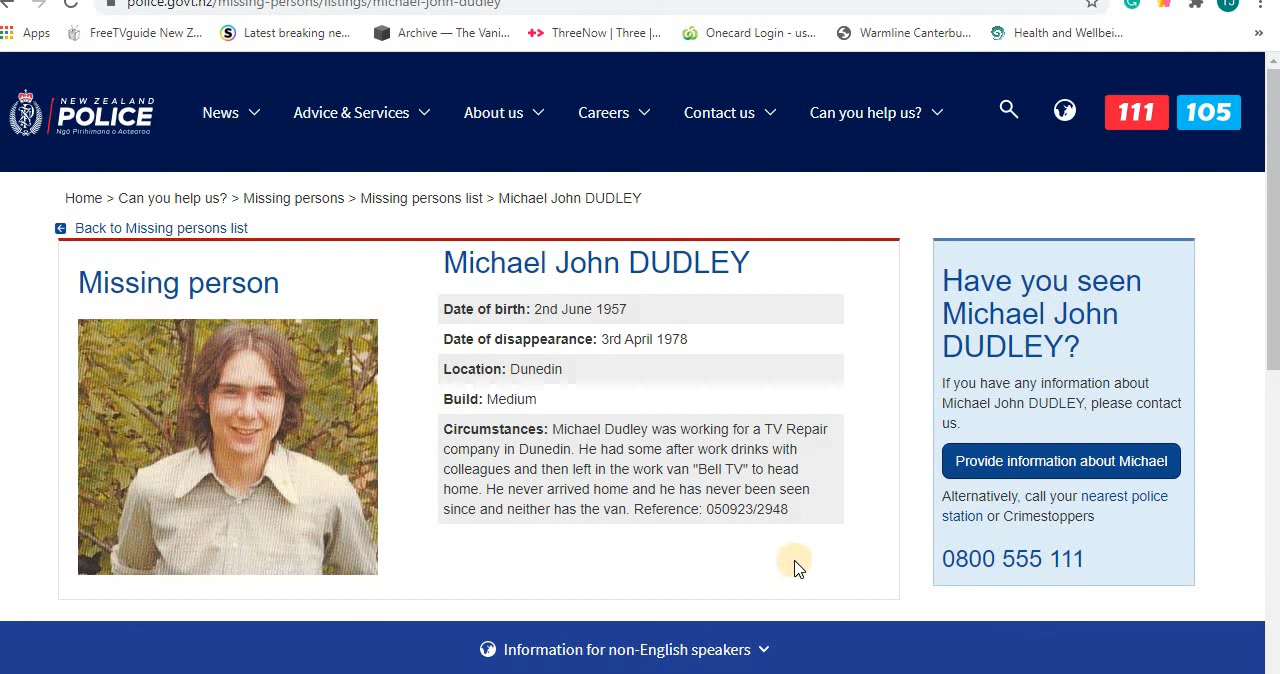 police.govt.nz/missing-persons/listings/michael-john-dudley
Apps
FreeTVguide New Z...
Latest breaking ne...
Archive — The Vani...
ThreeNow | Three |...
Onecard Login - us...
Warmline Canterbu...
Health and Wellbei...
»
NEW ZEALAND
POLICE
Ngā Pirihimana o Aotearoa
News
Advice & Services
About us
Careers
Contact us
Can you help us?
111
105
Home > Can you help us? > Missing persons > Missing persons list > Michael John DUDLEY
Back to Missing persons list
Missing person
Michael John DUDLEY
Date of birth: 2nd June 1957
Date of disappearance: 3rd April 1978
Location: Dunedin
Build: Medium
Circumstances: Michael Dudley was working for a TV Repair
company in Dunedin. He had some after work drinks with
colleagues and then left in the work van "Bell TV" to head
home. He never arrived home and he has never been seen
since and neither has the van. Reference: 050923/2948
Have you seen
Michael John
DUDLEY?
If you have any information about
Michael John DUDLEY, please contact
us.
Provide information about Michael
Alternatively, call your nearest police
station or Crimestoppers
0800 555 111
Information for non-English speakers